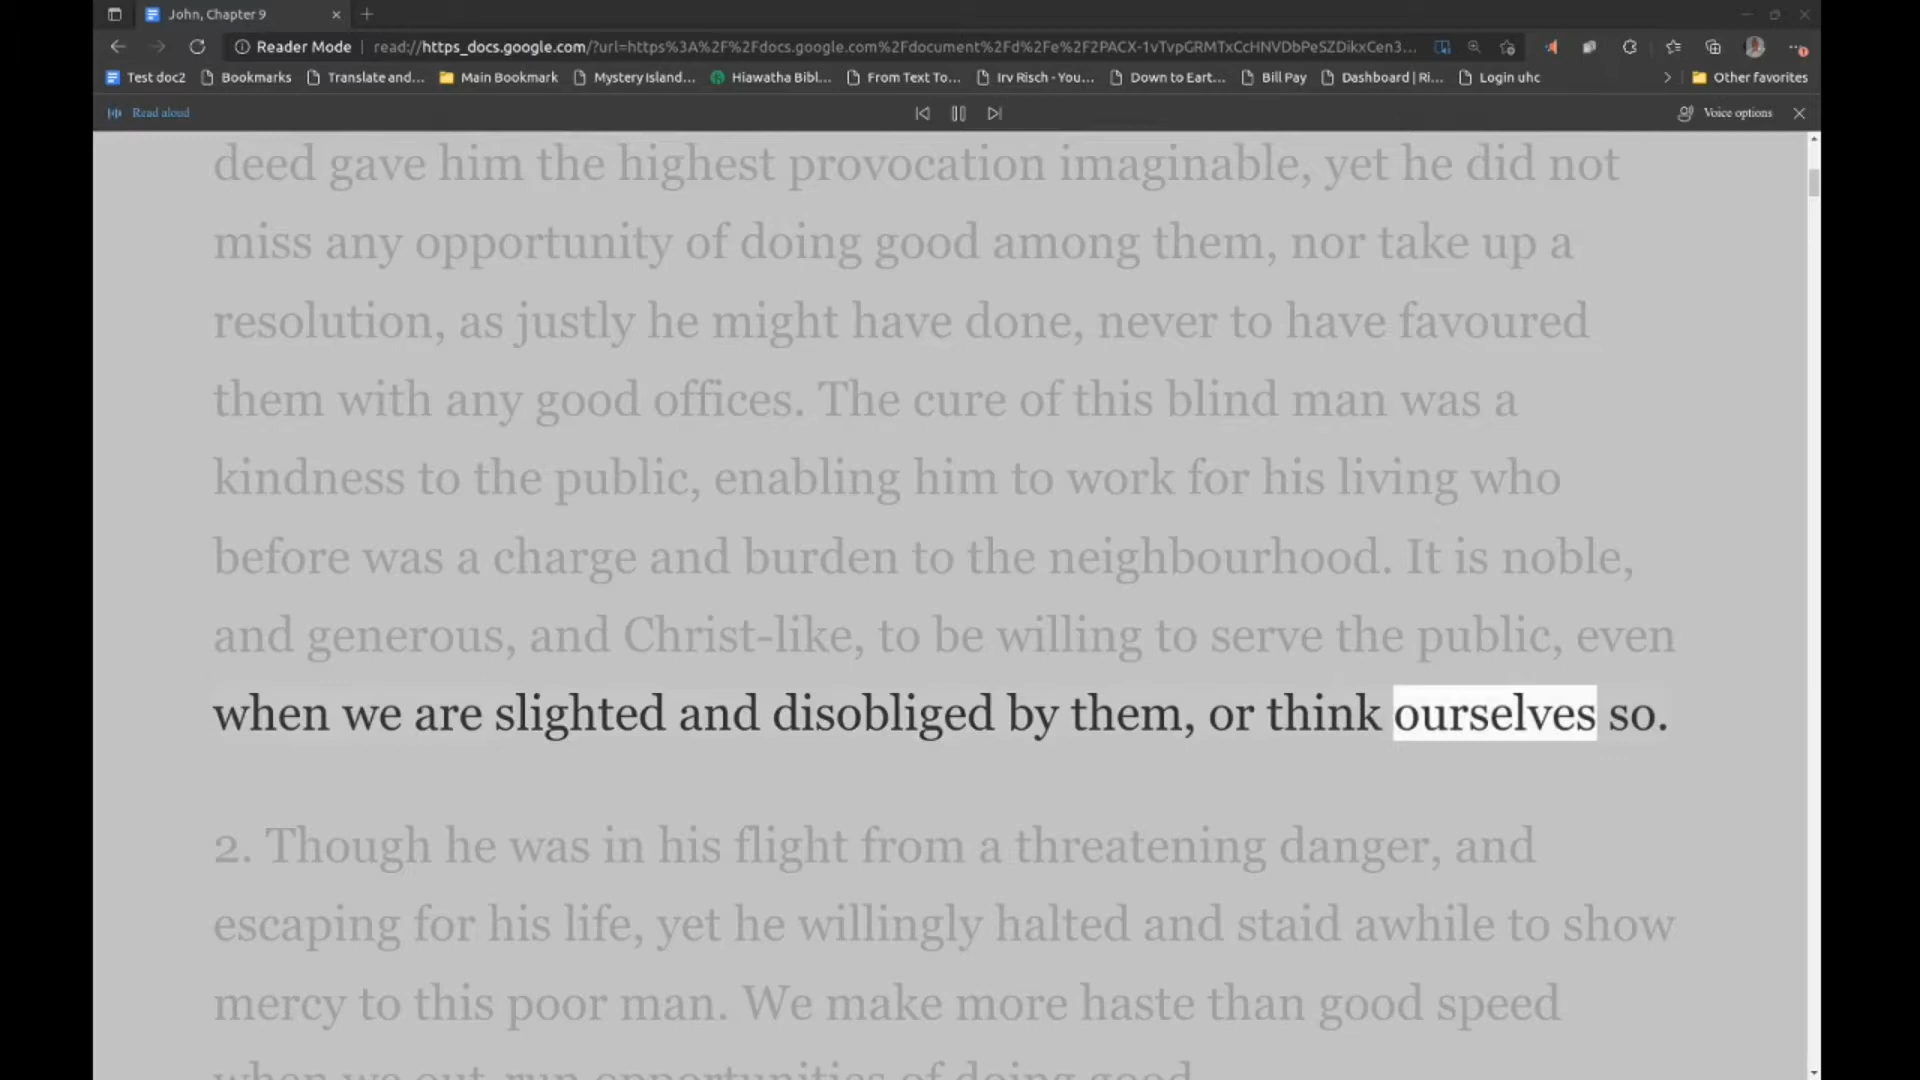 John, Chapter 9
Reader Mode
read://https_docs.google.com/?url=https%3A%2F%2Fdocs.google.com%2Fdocument%2Fd%2Fe%2F2PACX-1vTvpGRMTxCcHNVDbPeSZDikxCen3...
Test doc2 Bookmarks Translate and... Main Bookmark Mystery Island... Hiawatha Bibl... From Text To... Irv Risch - You... Down to Eart... Bill Pay Dashboard | Ri... Login uhc Other favorites
Read aloud Voice options
deed gave him the highest provocation imaginable, yet he did not
miss any opportunity of doing good among them, nor take up a
resolution, as justly he might have done, never to have favoured
them with any good offices. The cure of this blind man was a
kindness to the public, enabling him to work for his living who
before was a charge and burden to the neighbourhood. It is noble,
and generous, and Christ-like, to be willing to serve the public, even
when we are slighted and disobliged by them, or think ourselves so.
2. Though he was in his flight from a threatening danger, and
escaping for his life, yet he willingly halted and staid awhile to show
mercy to this poor man. We make more haste than good speed
when we out-run opportunities of doing good